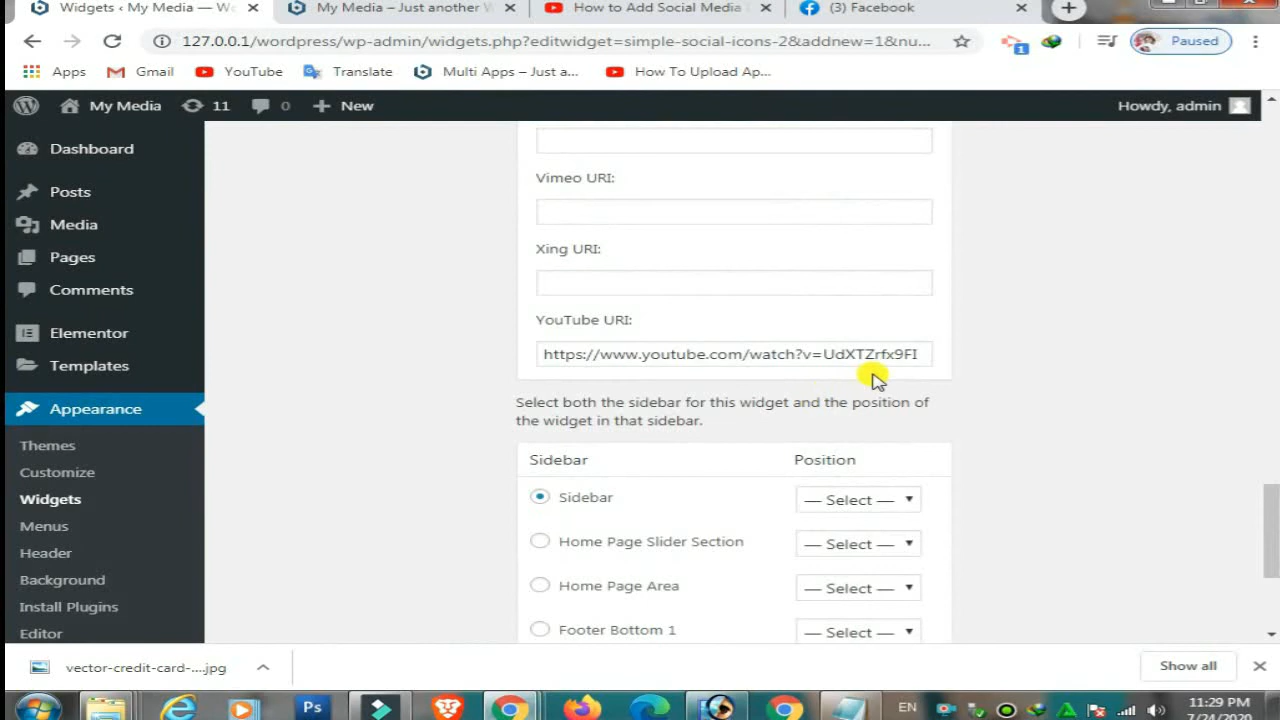 Widgets ‹ My Media — We
My Media – Just another W
How to Add Social Media
(3) Facebook
127.0.0.1/wordpress/wp-admin/widgets.php?editwidget=simple-social-icons-2&addnew=1&nu...
1
Paused
Apps
Gmail
YouTube
Translate
Multi Apps – Just a...
How To Upload Ap...
My Media
11
0
New
Howdy, admin
Dashboard
Posts
Media
Pages
Comments
Elementor
Templates
Appearance
Themes
Customize
Widgets
Menus
Header
Background
Install Plugins
Editor
Vimeo URI:
Xing URI:
YouTube URI:
https://www.youtube.com/watch?v=UdXTZrfx9FI
Select both the sidebar for this widget and the position of
the widget in that sidebar.
Sidebar Position
Sidebar — Select —
Home Page Slider Section — Select —
Home Page Area — Select —
Footer Bottom 1 — Select —
vector-credit-card-....jpg
Show all
Ps
EN
11:29 PM
7/20/2020